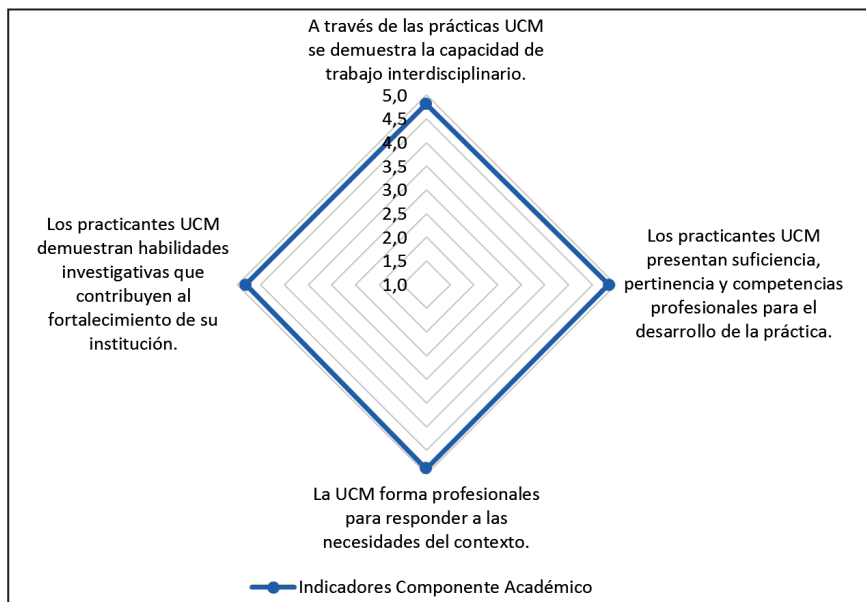 A través de las prácticas UCM
se demuestra la capacidad de
trabajo interdisciplinario.
5,0
4,5
4,0
3,5
3,0
2,5
2,0
1,5
1,0
Los practicantes UCM
demuestran habilidades
investigativas que
contribuyen al
fortalecimiento de su
institución.
Los practicantes UCM
presentan suficiencia,
pertinencia y competencias
profesionales para el
desarrollo de la práctica.
La UCM forma profesionales
para responder a las
necesidades del contexto.
Indicadores Componente Académico